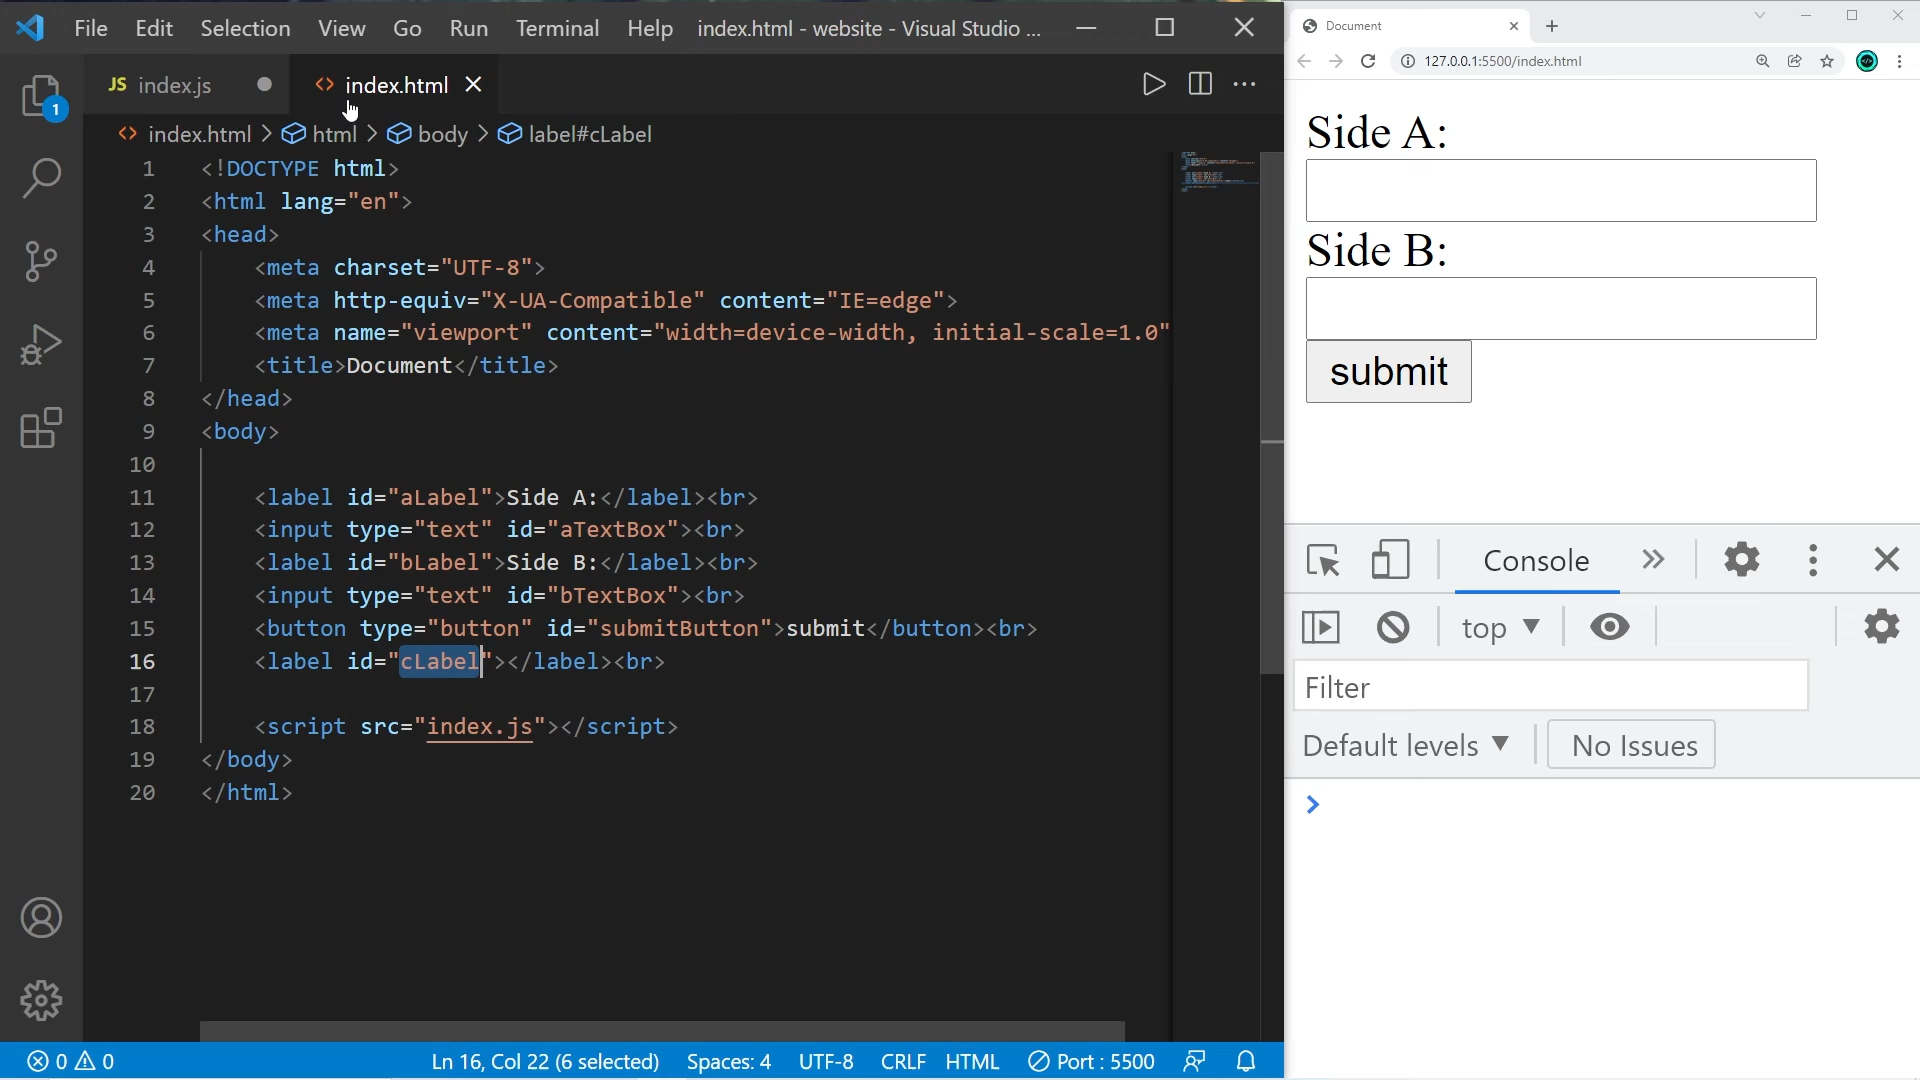 File Edit Selection View Go Run Terminal Help index.html - website - Visual Studio ...
JS index.js index.html
1
index.html > html > body > label#cLabel
1 <!DOCTYPE html>
2 <html lang="en">
3 <head>
4 <meta charset="UTF-8">
5 <meta http-equiv="X-UA-Compatible" content="IE=edge">
6 <meta name="viewport" content="width=device-width, initial-scale=1.0"
7 <title>Document</title>
8 </head>
9 <body>
10
11 <label id="aLabel">Side A:</label><br>
12 <input type="text" id="aTextBox"><br>
13 <label id="bLabel">Side B:</label><br>
14 <input type="text" id="bTextBox"><br>
15 <button type="button" id="submitButton">submit</button><br>
16 <label id="cLabel"></label><br>
17
18 <script src="index.js"></script>
19 </body>
20 </html>
0 0 Ln 16, Col 22 (6 selected) Spaces: 4 UTF-8 CRLF HTML Port : 5500
Document
127.0.0.1:5500/index.html
Side A:
Side B:
submit
Console
top
Filter
Default levels No Issues